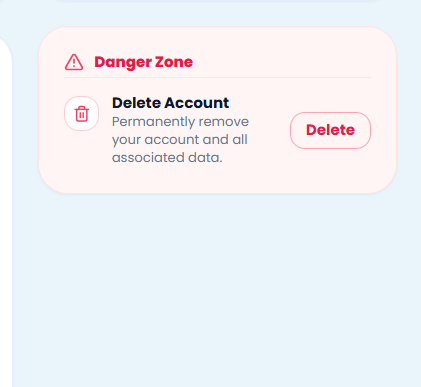 Danger Zone
Delete Account
Permanently remove
your account and all
associated data.
Delete